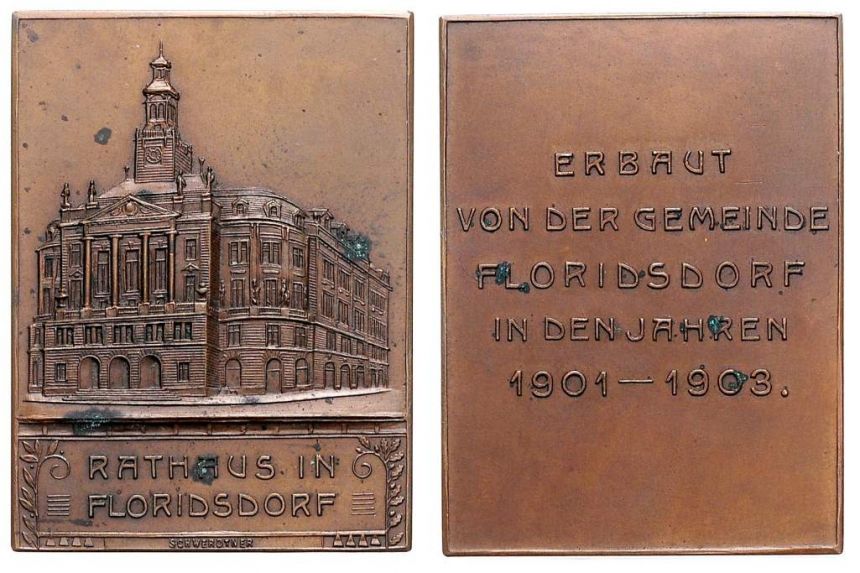 RATHAUS IN
FLORIDSDORF
SCHWERDTNER
ERBAUT
VON DER GEMEINDE
FLORIDSDORF
IN DEN JAHREN
1901—1903.